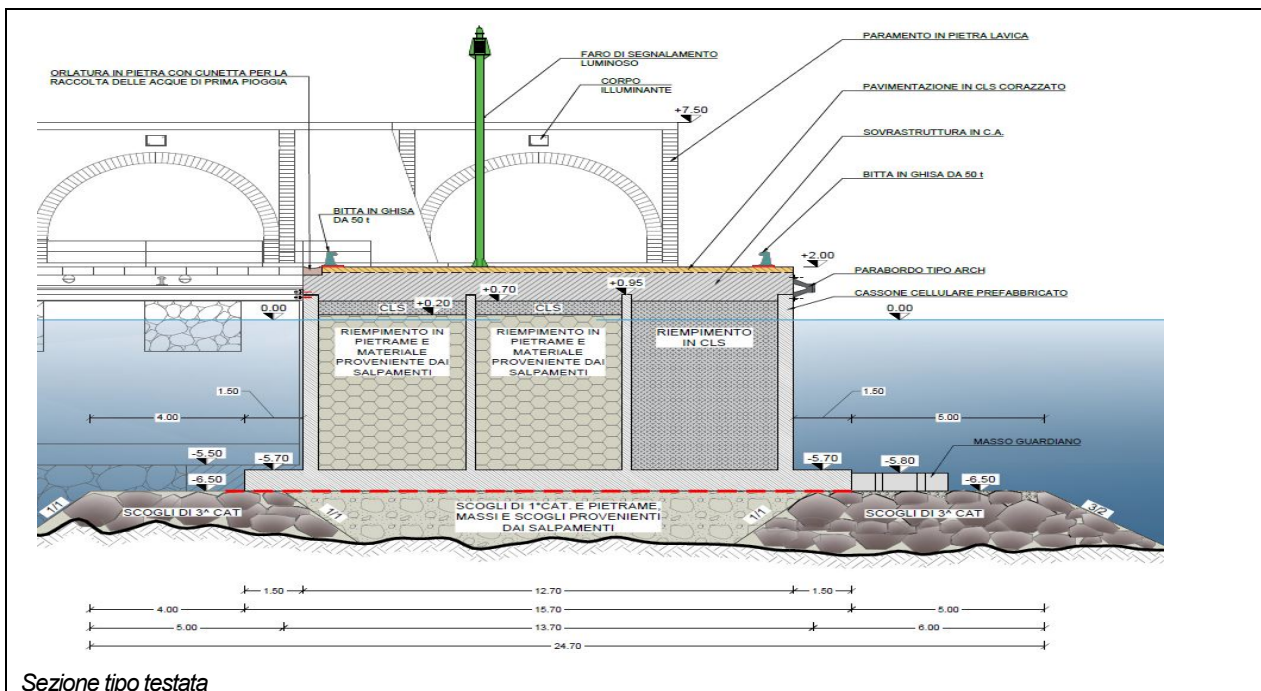 PARAMENTO IN PIETRA LAVICA
FARO DI SEGNALAMENTO
LUMINOSO
ORLATURA IN PIETRA CON CUNETTA PER LA
RACCOLTA DELLE ACQUE DI PRIMA PIOGGIA
CORPO
ILLUMINANTE
PAVIMENTAZIONE IN CLS CORAZZATO
+7.50
SOVRASTRUTTURA IN C.A.
BITTA IN GHISA DA 50 t
BITTA IN GHISA
DA 50 t
+2.00
PARABORDO TIPO ARCH
CASSONE CELLULARE PREFABBRICATO
+0.95
+0.70
+0.20
CLS
CLS
0.00
0.00
RIEMPIMENTO IN
PIETRAME E
MATERIALE
PROVENIENTE DAI
SALPAMENTI
RIEMPIMENTO IN
PIETRAME E
MATERIALE
PROVENIENTE DAI
SALPAMENTI
RIEMPIMENTO
IN CLS
1.50
1.50
4.00
5.00
MASSO GUARDIANO
-5.50
-5.70
-5.70
-5.80
-6.50
-6.50
1/1
SCOGLI DI 3^ CAT
1/1
SCOGLI DI 1^CAT. E PIETRAME,
MASSI E SCOGLI PROVENIENTI
DAI SALPAMENTI
1/1
SCOGLI DI 3^ CAT
3/2
1.50
12.70
1.50
4.00
15.70
5.00
5.00
13.70
6.00
24.70
Sezione tipo testata